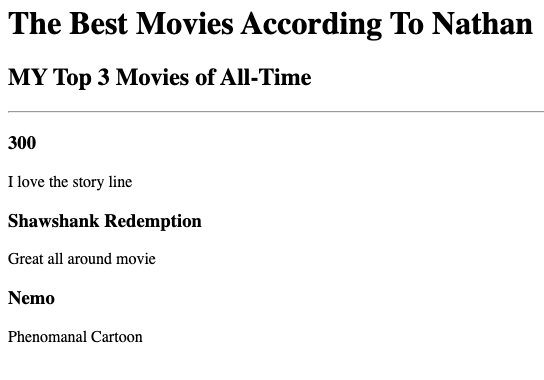 The Best Movies According To Nathan
MY Top 3 Movies of All-Time
300
I love the story line
Shawshank Redemption
Great all around movie
Nemo
Phenomanal Cartoon